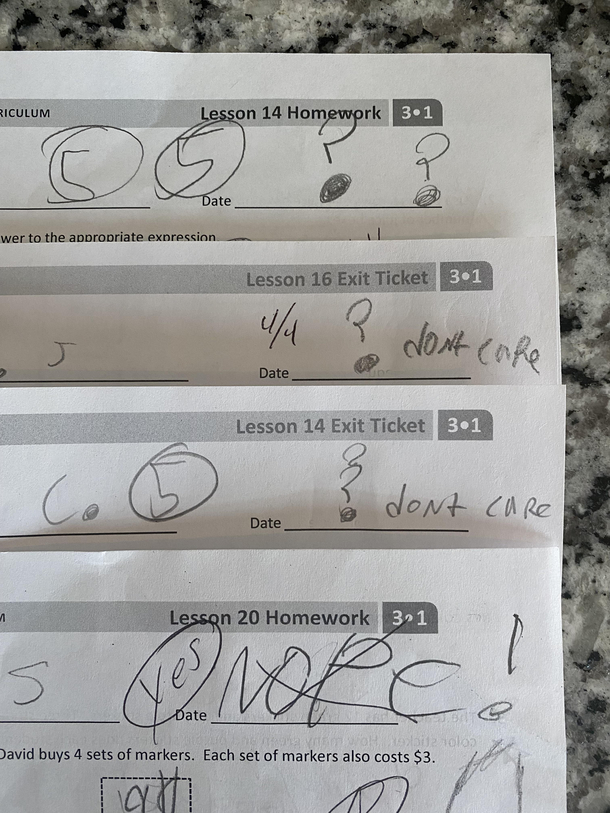 RICULUM Lesson 14 Homework 3•1
5 5 ? ?
Date
wer to the appropriate expression
Lesson 16 Exit Ticket 3•1
4/4 ? dont care
Date
Lesson 14 Exit Ticket 3•1
C. 5 ? dont care
Date
M Lesson 20 Homework 3•1
S yes NOPE!
Date
David buys 4 sets of markers. Each set of markers also costs $3.